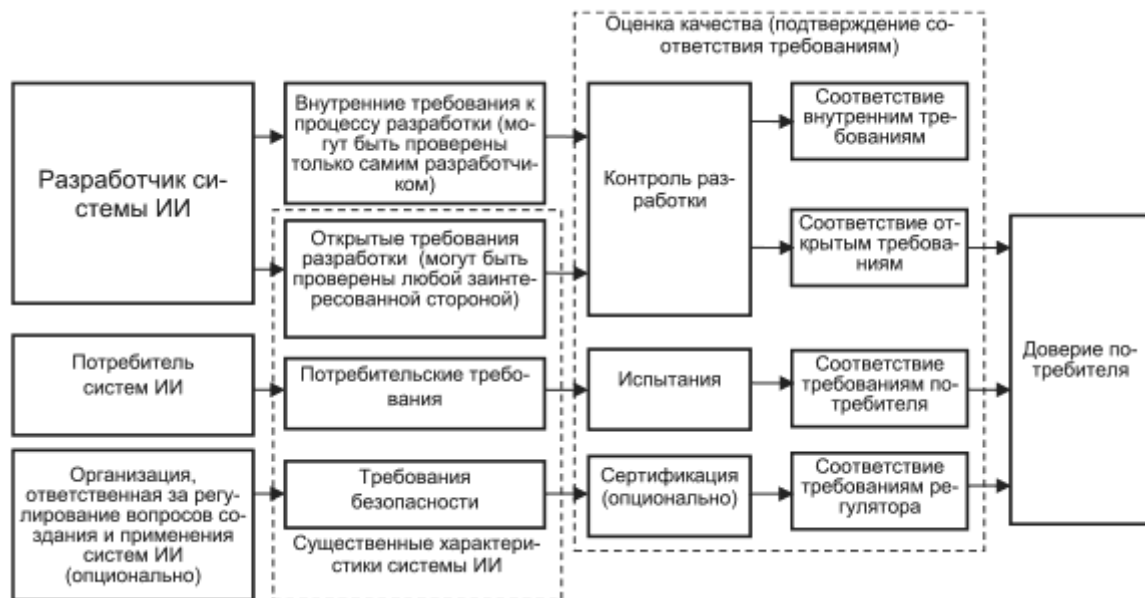 Оценка качества (подтверждение со-
ответствия требованиям)
Разработчик си-
стемы ИИ
Внутренние требования к
процессу разработки (мо-
гут быть проверены
только самим разработчи-
ком)
Контроль раз-
работки
Соответствие
внутренним тре-
бованиям
Открытые требования
разработки (могут быть
проверены любой заинте-
ресованной стороной)
Соответствие от-
крытым требова-
ниям
Доверие по-
требителя
Потребитель
систем ИИ
Потребительские требо-
вания
Испытания
Соответствие
требованиям по-
требителя
Организация,
ответственная за регу-
лирование вопросов со-
здания и применения
систем ИИ
(опционально)
Требования
безопасности
Сертификация
(опционально)
Соответствие
требованиям ре-
гулятора
Существенные характери-
стики системы ИИ